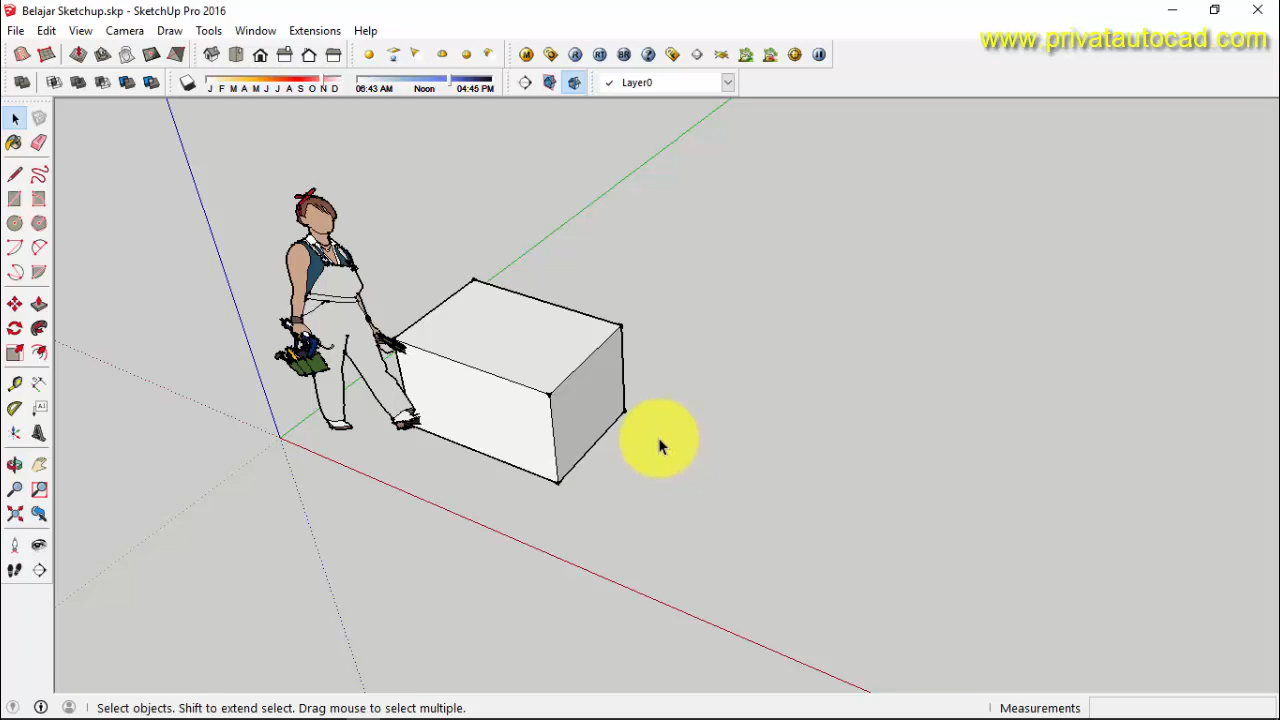 Belajar Sketchup.skp - SketchUp Pro 2016
File Edit View Camera Draw Tools Window Extensions Help
www.privatautocad.com
J F M A M J J A S O N D
06:43 AM Noon 04:45 PM
Layer0
Select objects. Shift to extend select. Drag mouse to select multiple.
Measurements